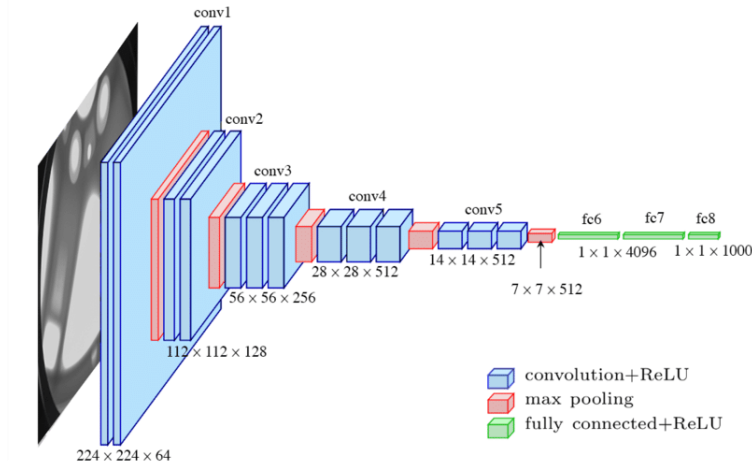 conv1
conv2
conv3
conv4
conv5
fc6
fc7
fc8
1 × 1 × 4096
1 × 1 × 1000
14 × 14 × 512
28 × 28 × 512
7 × 7 × 512
56 × 56 × 256
112 × 112 × 128
224 × 224 × 64
convolution+ReLU
max pooling
fully connected+ReLU